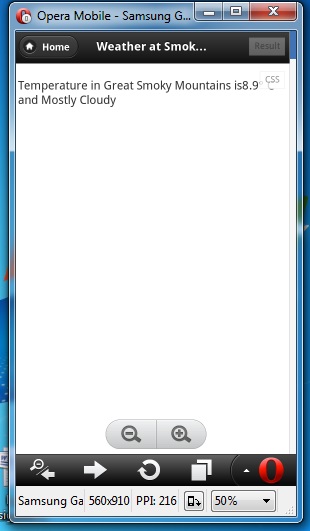 Opera Mobile - Samsung G...
Home
Weather at Smok...
Result
CSS
Temperature in Great Smoky Mountains is8.9° C
and Mostly Cloudy
Samsung Ga
560x910
PPI: 216
50%